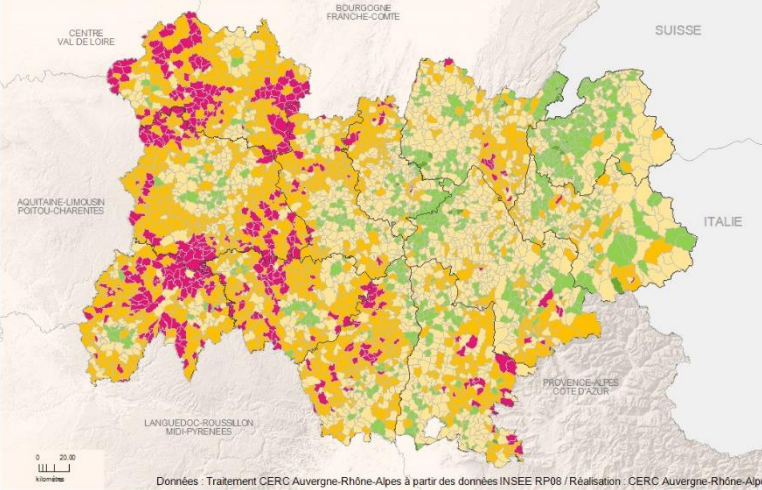 BOURGOGNE
FRANCHE-COMTE
CENTRE
VAL DE LOIRE
SUISSE
AQUITAINE-LIMOUSIN
POITOU-CHARENTES
ITALIE
PROVENCE-ALPES
COTE D'AZUR
LANGUEDOC-ROUSSILLON
MIDI-PYRENEES
0 20.00
kilomètres
Données : Traitement CERC Auvergne-Rhône-Alpes à partir des données INSEE RP08 / Réalisation : CERC Auvergne-Rhône-Alp